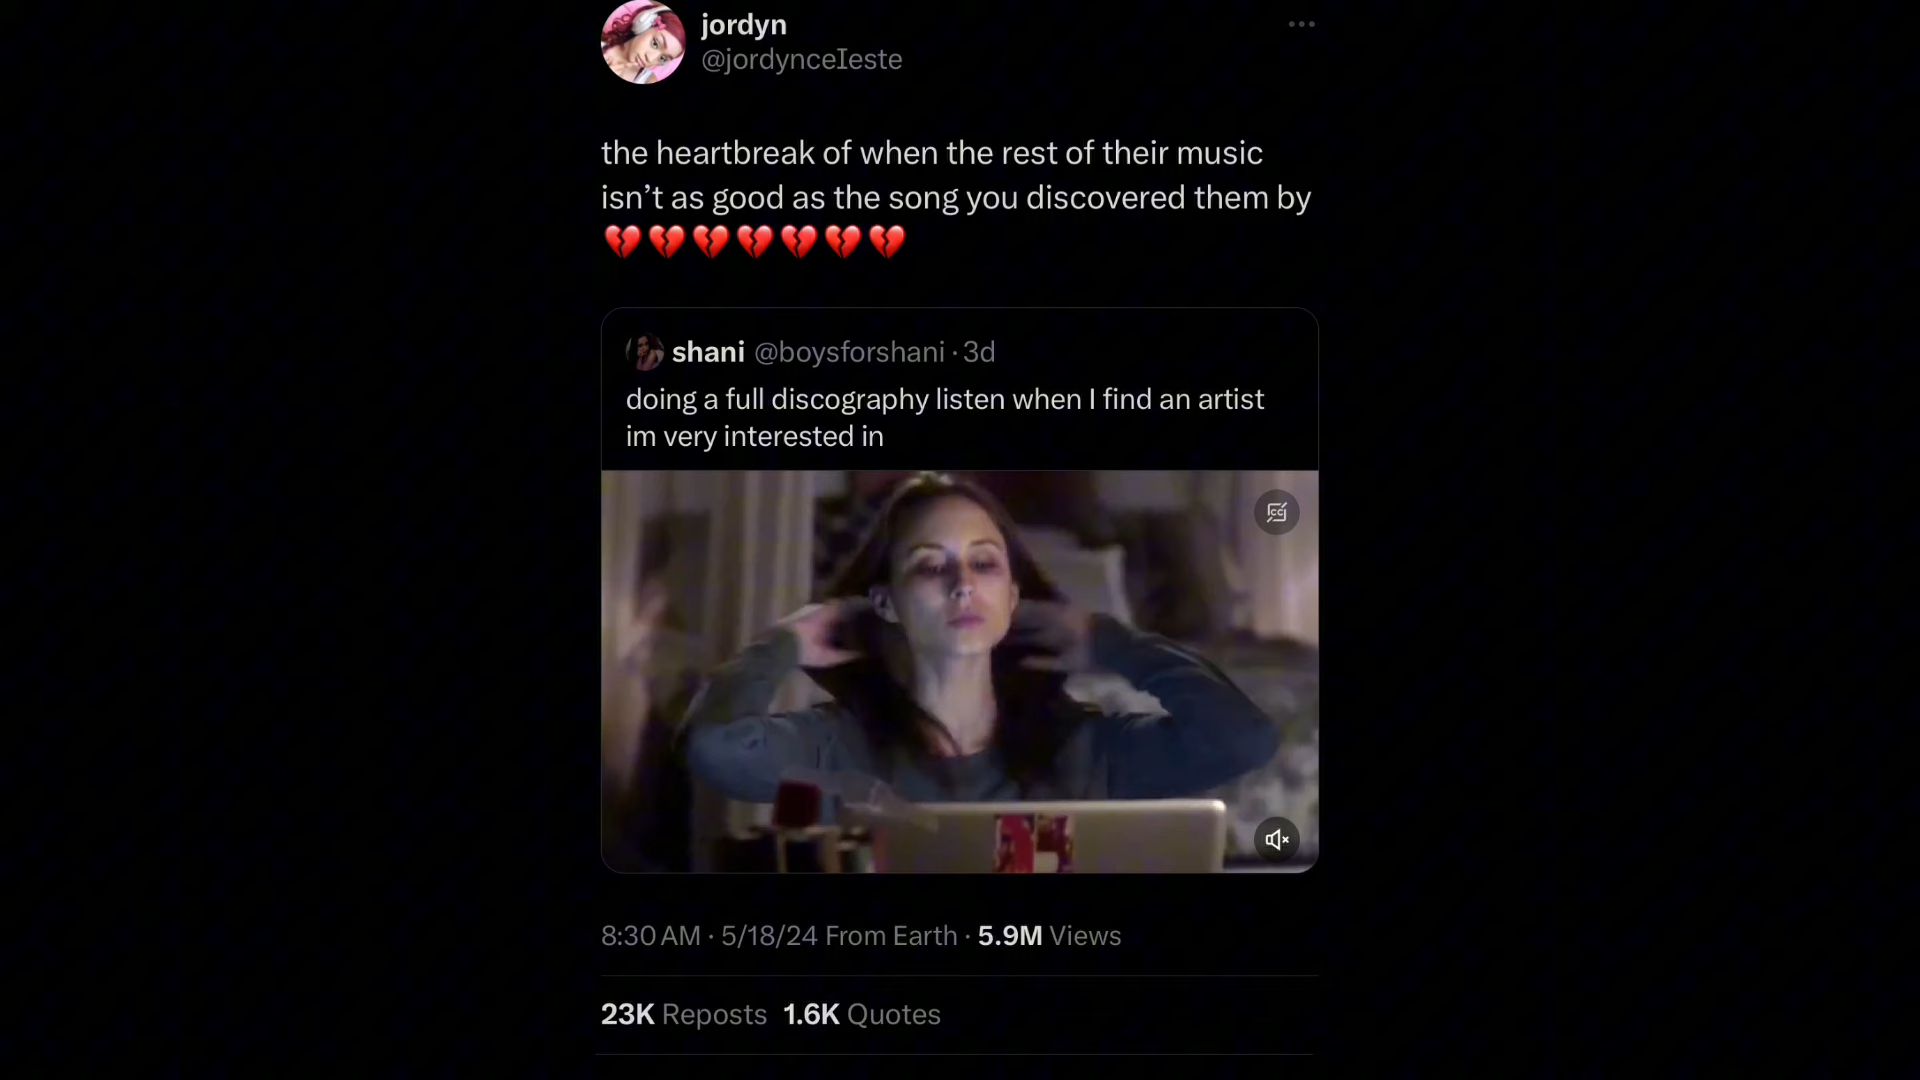 jordyn
@jordynceIeste
the heartbreak of when the rest of their music
isn’t as good as the song you discovered them by
💔💔💔💔💔💔💔
shani @boysforshani · 3d
doing a full discography listen when I find an artist
im very interested in
CC
8:30 AM · 5/18/24 From Earth · 5.9M Views
23K Reposts 1.6K Quotes